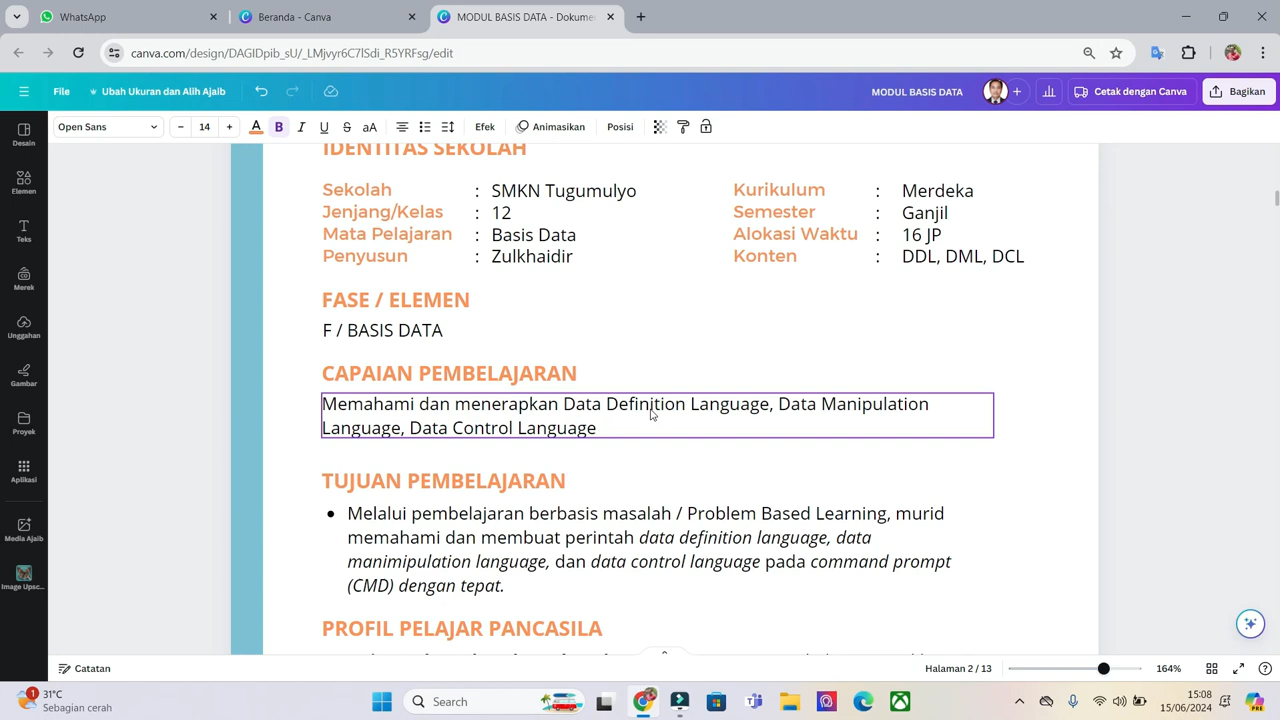 WhatsApp
Beranda - Canva
MODUL BASIS DATA - Dokume
canva.com/design/DAGIDpib_sU/_LMjvyr6C7lSdi_R5YRFsg/edit
File
Ubah Ukuran dan Alih Ajaib
MODUL BASIS DATA
Cetak dengan Canva
Bagikan
Open Sans
– 14 +
A B I U S aA
Efek
Animasikan
Posisi
Desain
Elemen
Teks
Merek
Unggahan
Gambar
Proyek
Aplikasi
Media Ajaib
Image Upsc...
IDENTITAS SEKOLAH
Sekolah : SMKN Tugumulyo
Jenjang/Kelas : 12
Mata Pelajaran : Basis Data
Penyusun : Zulkhaidir
Kurikulum : Merdeka
Semester : Ganjil
Alokasi Waktu : 16 JP
Konten : DDL, DML, DCL
FASE / ELEMEN
F / BASIS DATA
CAPAIAN PEMBELAJARAN
Memahami dan menerapkan Data Definition Language, Data Manipulation
Language, Data Control Language
TUJUAN PEMBELAJARAN
• Melalui pembelajaran berbasis masalah / Problem Based Learning, murid
memahami dan membuat perintah data definition language, data
manimipulation language, dan data control language pada command prompt
(CMD) dengan tepat.
PROFIL PELAJAR PANCASILA
Catatan
Halaman 2 / 13
164%
1
31°C
Sebagian cerah
Search
15:08
15/06/2024